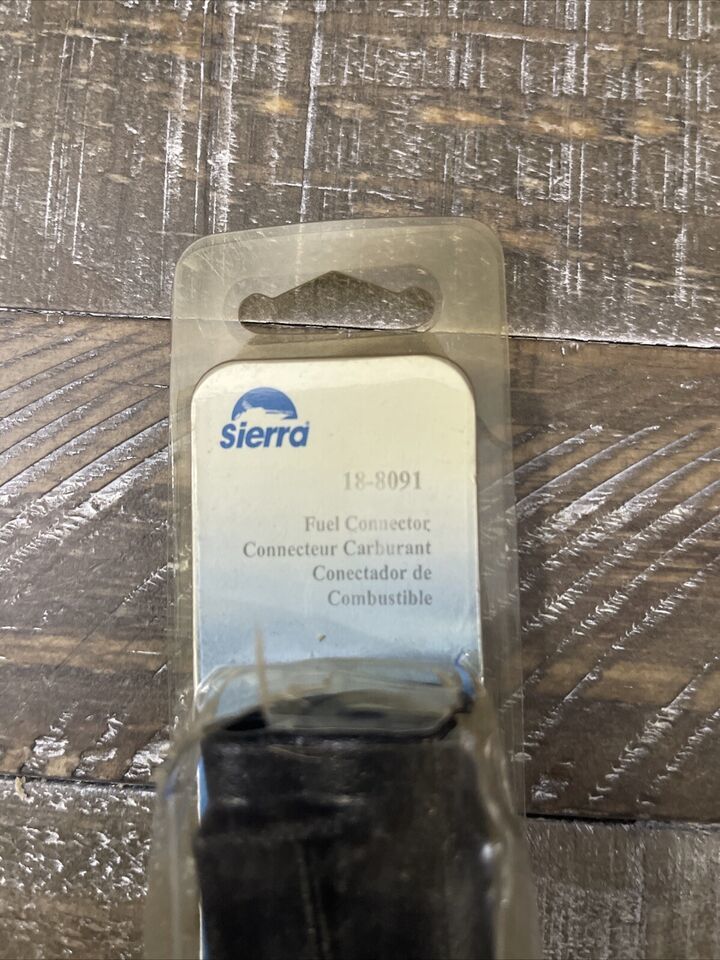 Sierra
18-8091
Fuel Connector
Connecteur Carburant
Conectador de
Combustible